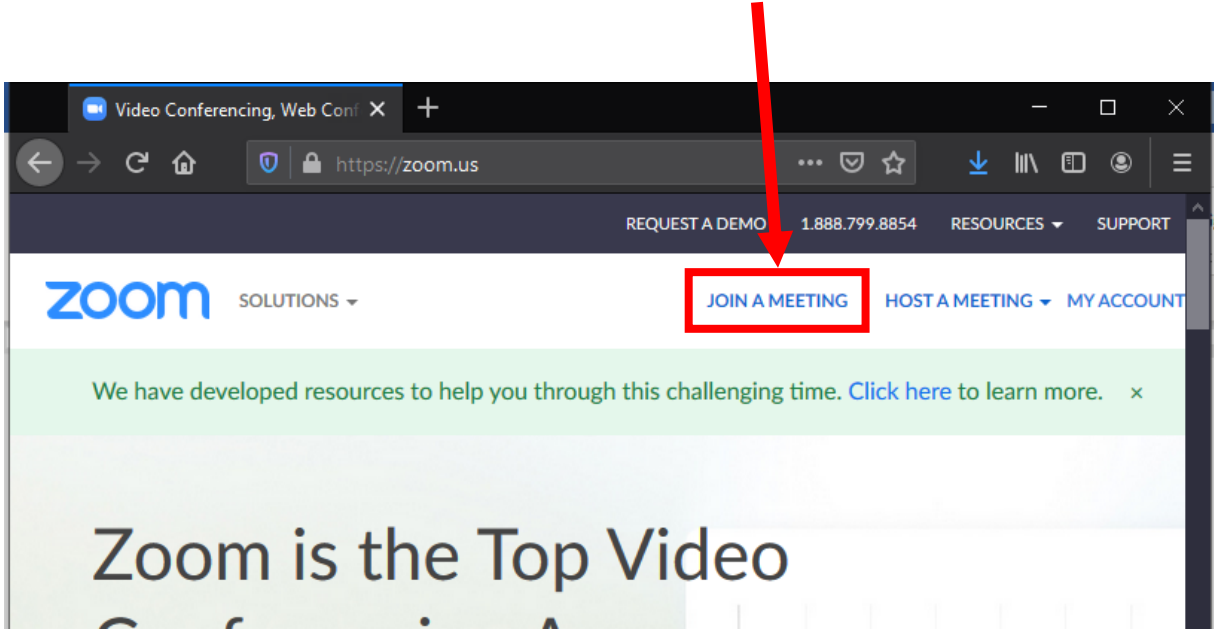 Video Conferencing, Web Conf
https://zoom.us
REQUEST A DEMO 1.888.799.8854 RESOURCES SUPPORT
zoom SOLUTIONS JOIN A MEETING HOST A MEETING MY ACCOUNT
We have developed resources to help you through this challenging time. Click here to learn more. ×
Zoom is the Top Video